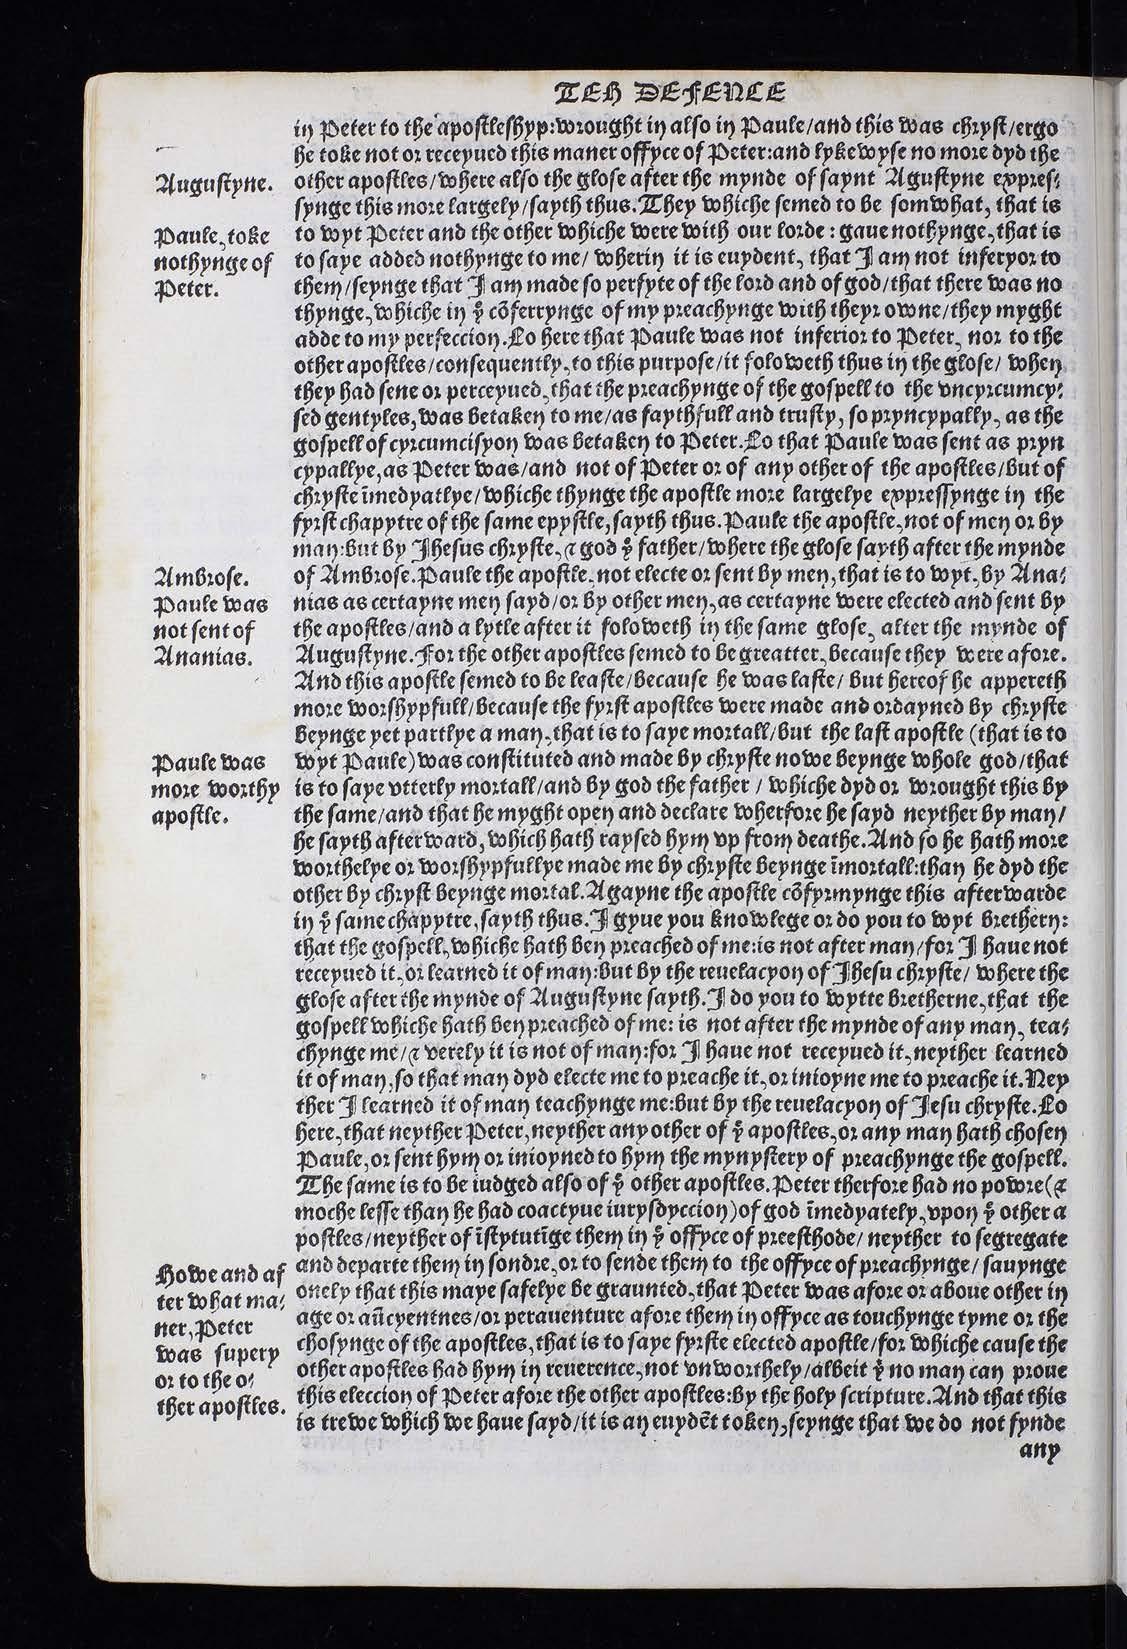 TEH DEFENCE
in Peter to the apostleshyp:wrought in also in Paule/and this was chryst/ergo
he toke not or receyued this maner offyce of Peter:and lykewyse no more dyd the
Augustyne.
other apostles/where also the glose after the mynde of saynt Agustyne expres⸗
synge this more largely/sayth thus. They whiche semed to be somwhat, that is
Paule, toke
nothynge of
Peter.
to wyt Peter and the other whiche were with our lorde : gaue nothynge, that is
to saye added nothynge to me/ wherin it is euydent, that I am not inferyor to
them/seynge that I am made so perfyte of the lord and of god/that there was no
thynge, whiche in yͤ cōferrynge of my preachynge with theyr owne/they myght
adde to my perfeccion. Lo here that Paule was not inferior to Peter, nor to the
other apostles/consequently, to this purpose/it foloweth thus in the glose/ when
they had sene or perceyued, that the preachynge of the gospell to the vncyrcumcy⸗
sed gentyles, was betaken to me/as faythfull and trusty, so pryncypally, as the
gospell of cyrcumcisyon was betaken to Peter. Lo that Paule was sent as pryn
cypallye, as Peter was/and not of Peter or of any other of the apostles/but of
chryste īmedyatlye/whiche thynge the apostle more largelye expressynge in the
fyrst chapytre of the same epystle, sayth thus. Paule the apostle, not of men or by
man:but by Jhesus chryste, ⁊ god yͤ father/where the glose sayth after the mynde
Ambrose.
Paule was
not sent of
Ananias.
of Ambrose. Paule the apostle, not electe or sent by men, that is to wyt, by Ana⸗
nias as certayne men sayd/or by other men, as certayne were elected and sent by
the apostles/and a lytle after it foloweth in the same glose, alter the mynde of
Augustyne. For the other apostles semed to be greatter, because they were afore.
And this apostle semed to be leaste/because he was laste/ but hereof he appereth
more worshypfull/because the fyrst apostles were made and ordayned by chryste
beynge yet partlye a man, that is to saye mortall/but the last apostle (that is to
Paule was
more worthy
apostle.
wyt Paule) was constituted and made by chryste nowe beynge whole god/that
is to saye vtterly mortall/and by god the father / whiche dyd or wrought this by
the same/and that he myght open and declare wherfore he sayd neyther by man/
he sayth afterward, which hath raysed hym vp from deathe. And so he hath more
worthelye or worshypfullye made me by chryste beynge īmortall:than he dyd the
other by chryst beynge mortal. Agayne the apostle cōfyrmynge this afterwarde
in yͤ same chapytre, sayth thus. I gyue you knowlege or do you to wyt brethern:
that the gospell, whiche hath ben preached of me:is not after man/for I haue not
receyued it, or learned it of man:but by the reuelacyon of Jhesu chryste/ where the
glose after the mynde of Augustyne sayth. I do you to wytte bretherne, that the
gospell whiche hath ben preached of me: is not after the mynde of any man, tea⸗
chynge me/⁊ verely it is not of man:for I haue not receyued it, neyther learned
it of man, so that man dyd electe me to preache it, or inioyne me to preache it. Ney
ther I learned it of man teachynge me:but by the reuelacyon of Jesu chryste. Lo
here, that neyther Peter, neyther any other of yͤ apostles, or any man hath chosen
Paule, or sent hym or inioyned to hym the mynystery of preachynge the gospell.
The same is to be iudged also of yͤ other apostles. Peter therfore had no powre(⁊
moche lesse than he had coactyue iurysdyccion) of god īmedyately, vpon yͤ other a
postles/neyther of īstytutīge them in yͤ offyce of preesthode/ neyther to segregate
Howe and af
ter what ma⸗
ner, Peter
was supery
or to the o⸗
ther apostles.
and departe them in sondre, or to sende them to the offyce of preachynge/ sauynge
onely that this maye safelye be graunted, that Peter was afore or aboue other in
age or aūcyentnes/or perauenture afore them in offyce as touchynge tyme or the
chosynge of the apostles, that is to saye fyrste elected apostle/for whiche cause the
other apostles had hym in reuerence, not vnworthely/albeit yͤ no man can proue
this eleccion of Peter afore the other apostles:by the holy scripture. And that this
is trewe which we haue sayd/it is an euydēt token, seynge that we do not fynde
any